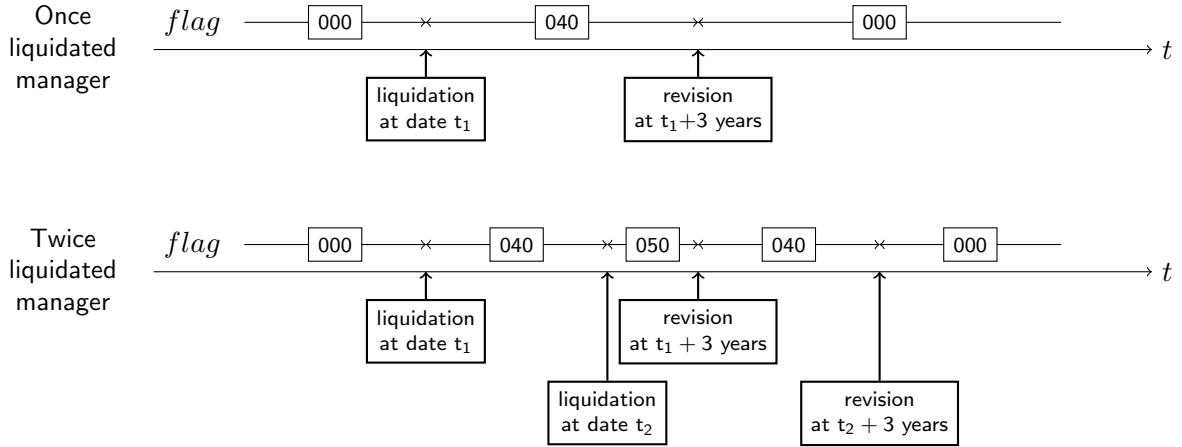 Once
liquidated
manager
flag 000 040 000
t
liquidation
at date t₁
revision
at t₁+3 years
Twice
liquidated
manager
flag 000 040 050 040 000
t
liquidation
at date t₁
revision
at t₁ + 3 years
liquidation
at date t₂
revision
at t₂ + 3 years